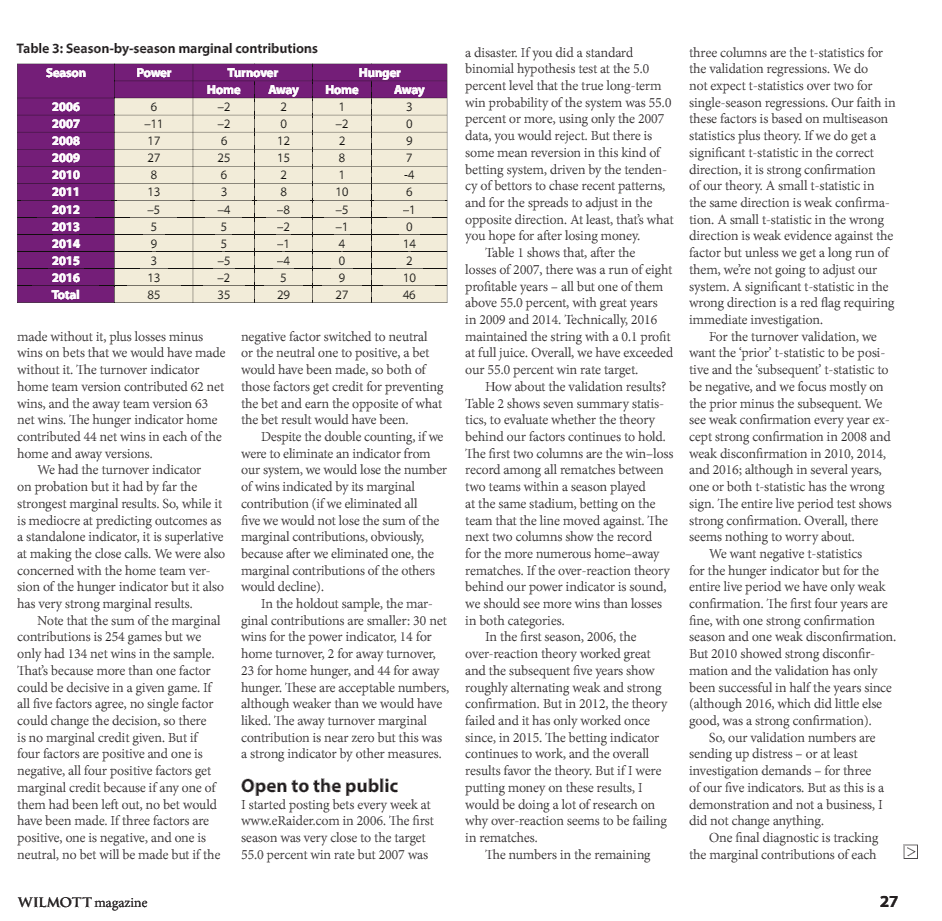 Table 3: Season-by-season marginal contributions
Season Power Turnover Hunger
Home Away Home Away
2006 6 –2 2 1 3
2007 –11 –2 0 –2 0
2008 17 6 12 2 9
2009 27 25 15 8 7
2010 8 6 2 1 -4
2011 13 3 8 10 6
2012 –5 –4 –8 –5 –1
2013 5 5 –2 –1 0
2014 9 5 –1 4 14
2015 3 –5 –4 0 2
2016 13 –2 5 9 10
Total 85 35 29 27 46
made without it, plus losses minus
wins on bets that we would have made
without it. The turnover indicator
home team version contributed 62 net
wins, and the away team version 63
net wins. The hunger indicator home
contributed 44 net wins in each of the
home and away versions.
We had the turnover indicator
on probation but it had by far the
strongest marginal results. So, while it
is mediocre at predicting outcomes as
a standalone indicator, it is superlative
at making the close calls. We were also
concerned with the home team ver-
sion of the hunger indicator but it also
has very strong marginal results.
Note that the sum of the marginal
contributions is 254 games but we
only had 134 net wins in the sample.
That's because more than one factor
could be decisive in a given game. If
all five factors agree, no single factor
could change the decision, so there
is no marginal credit given. But if
four factors are positive and one is
negative, all four positive factors get
marginal credit because if any one of
them had been left out, no bet would
have been made. If three factors are
positive, one is negative, and one is
neutral, no bet will be made but if the
negative factor switched to neutral
or the neutral one to positive, a bet
would have been made, so both of
those factors get credit for preventing
the bet and earn the opposite of what
the bet result would have been.
Despite the double counting, if we
were to eliminate an indicator from
our system, we would lose the number
of wins indicated by its marginal
contribution (if we eliminated all
five we would not lose the sum of the
marginal contributions, obviously,
because after we eliminated one, the
marginal contributions of the others
would decline).
In the holdout sample, the mar-
ginal contributions are smaller: 30 net
wins for the power indicator, 14 for
home turnover, 2 for away turnover,
23 for home hunger, and 44 for away
hunger. These are acceptable numbers,
although weaker than we would have
liked. The away turnover marginal
contribution is near zero but this was
a strong indicator by other measures.
Open to the public
I started posting bets every week at
www.eRaider.com in 2006. The first
season was very close to the target
55.0 percent win rate but 2007 was
a disaster. If you did a standard
binomial hypothesis test at the 5.0
percent level that the true long-term
win probability of the system was 55.0
percent or more, using only the 2007
data, you would reject. But there is
some mean reversion in this kind of
betting system, driven by the tenden-
cy of bettors to chase recent patterns,
and for the spreads to adjust in the
opposite direction. At least, that's what
you hope for after losing money.
Table 1 shows that, after the
losses of 2007, there was a run of eight
profitable years – all but one of them
above 55.0 percent, with great years
in 2009 and 2014. Technically, 2016
maintained the string with a 0.1 profit
at full juice. Overall, we have exceeded
our 55.0 percent win rate target.
How about the validation results?
Table 2 shows seven summary statis-
tics, to evaluate whether the theory
behind our factors continues to hold.
The first two columns are the win–loss
record among all rematches between
two teams within a season played
at the same stadium, betting on the
team that the line moved against. The
next two columns show the record
for the more numerous home–away
rematches. If the over-reaction theory
behind our power indicator is sound,
we should see more wins than losses
in both categories.
In the first season, 2006, the
over-reaction theory worked great
and the subsequent five years show
roughly alternating weak and strong
confirmation. But in 2012, the theory
failed and it has only worked once
since, in 2015. The betting indicator
continues to work, and the overall
results favor the theory. But if I were
putting money on these results, I
would be doing a lot of research on
why over-reaction seems to be failing
in rematches.
The numbers in the remaining
three columns are the t-statistics for
the validation regressions. We do
not expect t-statistics over two for
single-season regressions. Our faith in
these factors is based on multiseason
statistics plus theory. If we do get a
significant t-statistic in the correct
direction, it is strong confirmation
of our theory. A small t-statistic in
the same direction is weak confirma-
tion. A small t-statistic in the wrong
direction is weak evidence against the
factor but unless we get a long run of
them, we're not going to adjust our
system. A significant t-statistic in the
wrong direction is a red flag requiring
immediate investigation.
For the turnover validation, we
want the 'prior' t-statistic to be posi-
tive and the 'subsequent' t-statistic to
be negative, and we focus mostly on
the prior minus the subsequent. We
see weak confirmation every year ex-
cept strong confirmation in 2008 and
weak disconfirmation in 2010, 2014,
and 2016; although in several years,
one or both t-statistic has the wrong
sign. The entire live period test shows
strong confirmation. Overall, there
seems nothing to worry about.
We want negative t-statistics
for the hunger indicator but for the
entire live period we have only weak
confirmation. The first four years are
fine, with one strong confirmation
season and one weak disconfirmation.
But 2010 showed strong disconfir-
mation and the validation has only
been successful in half the years since
(although 2016, which did little else
good, was a strong confirmation).
So, our validation numbers are
sending up distress – or at least
investigation demands – for three
of our five indicators. But as this is a
demonstration and not a business, I
did not change anything.
One final diagnostic is tracking
the marginal contributions of each
>
WILMOTT magazine
27